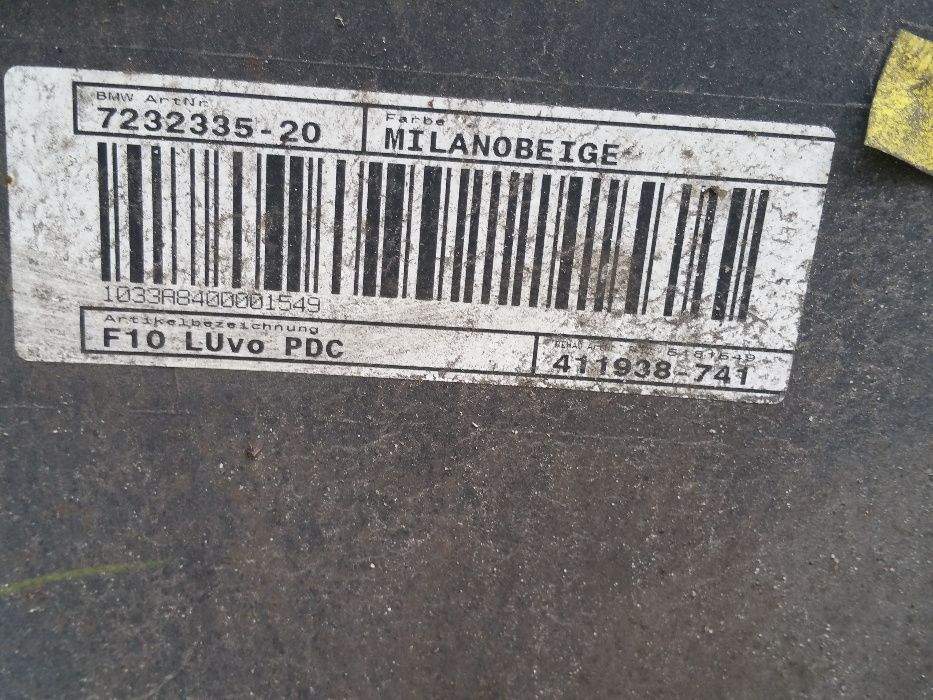 BMW ArtNr
7232335-20
Farbe
MILANOBEIGE
1033A8400001549
Artikelbezeichnung
F10 LUvo PDC
411938-741